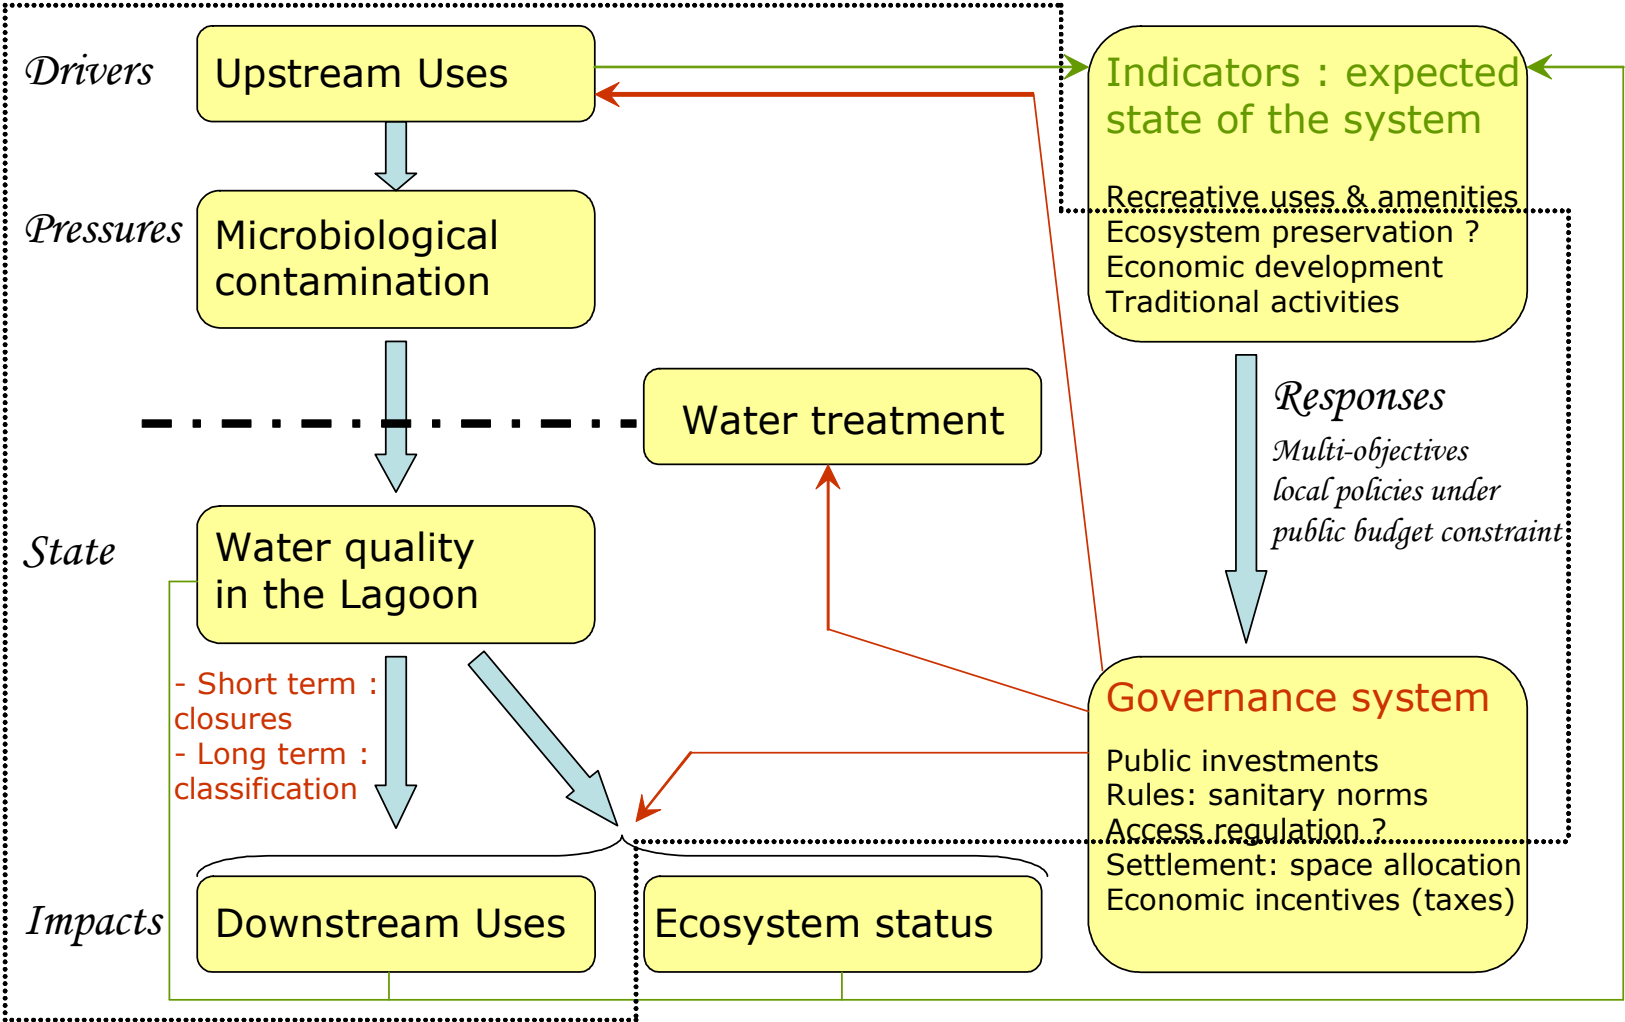 Drivers
Upstream Uses
Indicators : expected
state of the system
Recreative uses & amenities
Ecosystem preservation ?
Economic development
Traditional activities
Pressures
Microbiological
contamination
Water treatment
Responses
Multi-objectives
local policies under
public budget constraint
State
Water quality
in the Lagoon
- Short term :
closures
- Long term :
classification
Governance system
Public investments
Rules: sanitary norms
Access regulation ?
Settlement: space allocation
Economic incentives (taxes)
Impacts
Downstream Uses
Ecosystem status